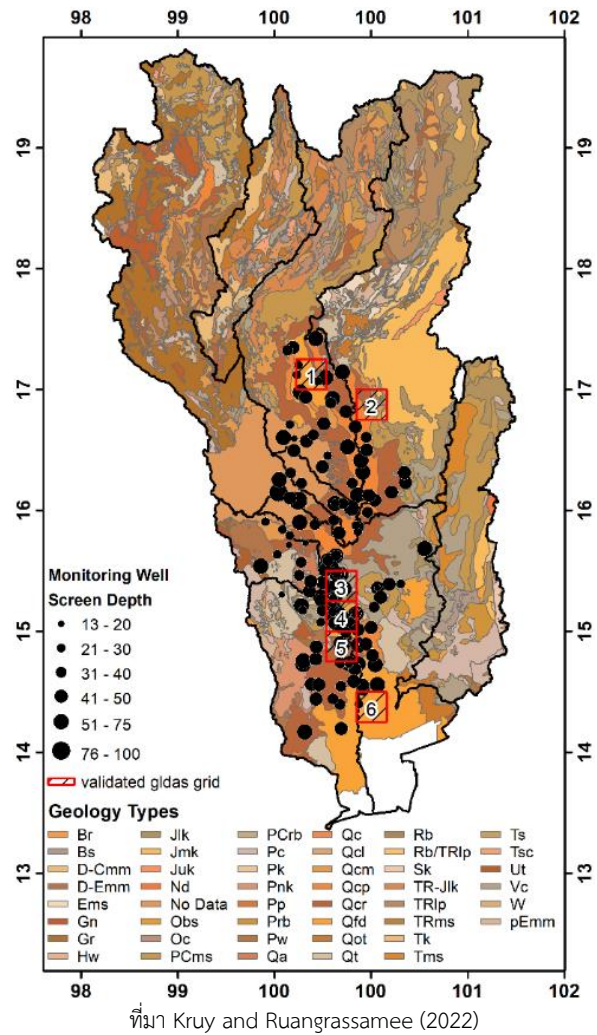 98 99 100 100 101 102
19
18
17
16
15
14
13
19
18
17
16
15
14
13
1
2
3
4
5
6
Monitoring Well
Screen Depth
13 - 20
21 - 30
31 - 40
41 - 50
51 - 75
76 - 100
validated gldas grid
Geology Types
Br Jlk PCrb Qc Rb Ts
Bs Jmk Pc Qcl Rb/TRlp Tsc
D-Cmm Juk Pk Qcm Sk Ut
D-Emm Nd Pnk Qcp TR-Jlk Vc
Ems No Data Pp Qcr TRlp W
Gn Obs Prb Qfd TRms pEmm
Gr Oc Pw Qot Tk
Hw PCms Qa Qt Tms
98 99 100 100 101 102
ที่มา Kruy and Ruangrassamee (2022)